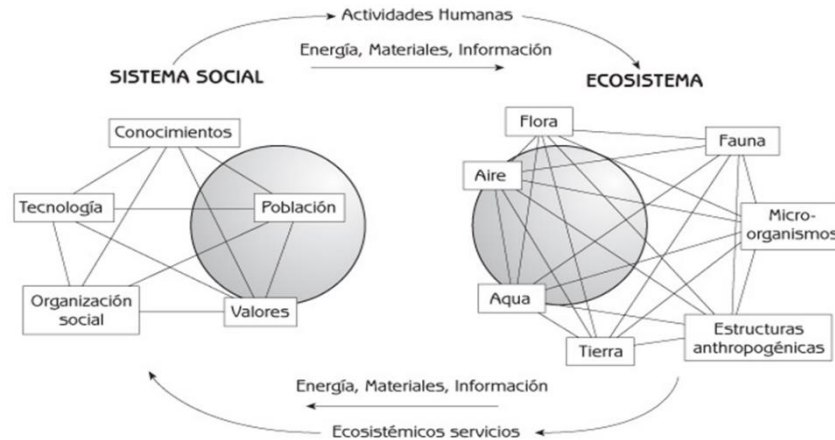 Actividades Humanas
Energía, Materiales, Información
SISTEMA SOCIAL
ECOSISTEMA
Conocimientos
Tecnología
Población
Organización
social
Valores
Flora
Fauna
Aire
Micro-
organismos
Aqua
Tierra
Estructuras
anthropogénicas
Energía, Materiales, Información
Ecosistémicos servicios